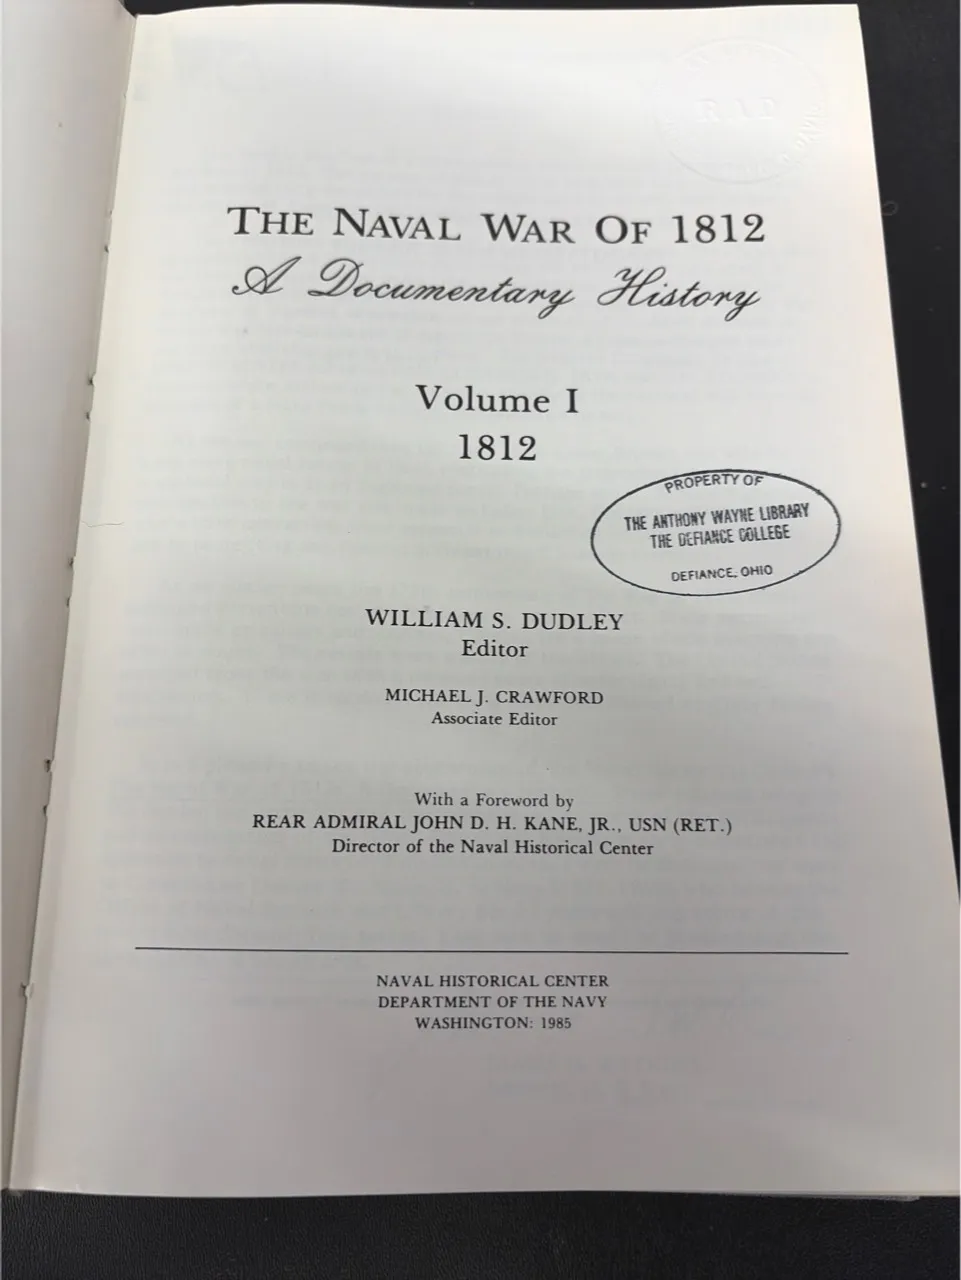 RAD
THE NAVAL WAR OF 1812
A Documentary History
Volume I
1812
PROPERTY OF
THE ANTHONY WAYNE LIBRARY
THE DEFIANCE COLLEGE
DEFIANCE, OHIO
WILLIAM S. DUDLEY
Editor
MICHAEL J. CRAWFORD
Associate Editor
With a Foreword by
REAR ADMIRAL JOHN D. H. KANE, JR., USN (RET.)
Director of the Naval Historical Center
NAVAL HISTORICAL CENTER
DEPARTMENT OF THE NAVY
WASHINGTON: 1985